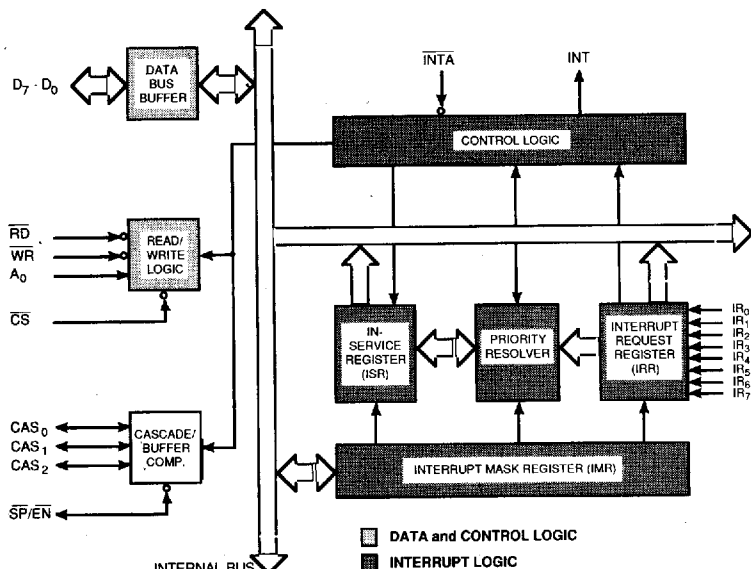 D7 - D0
DATA
BUS
BUFFER
INTA
INT
CONTROL LOGIC
RD
WR
A0
CS
READ/
WRITE
LOGIC
IN-
SERVICE
REGISTER
(ISR)
PRIORITY
RESOLVER
INTERRUPT
REQUEST
REGISTER
(IRR)
IR0
IR1
IR2
IR3
IR4
IR5
IR6
IR7
CAS0
CAS1
CAS2
CASCADE/
BUFFER
COMP.
SP/EN
INTERRUPT MASK REGISTER (IMR)
DATA and CONTROL LOGIC
INTERRUPT LOGIC
INTERNAL BUS